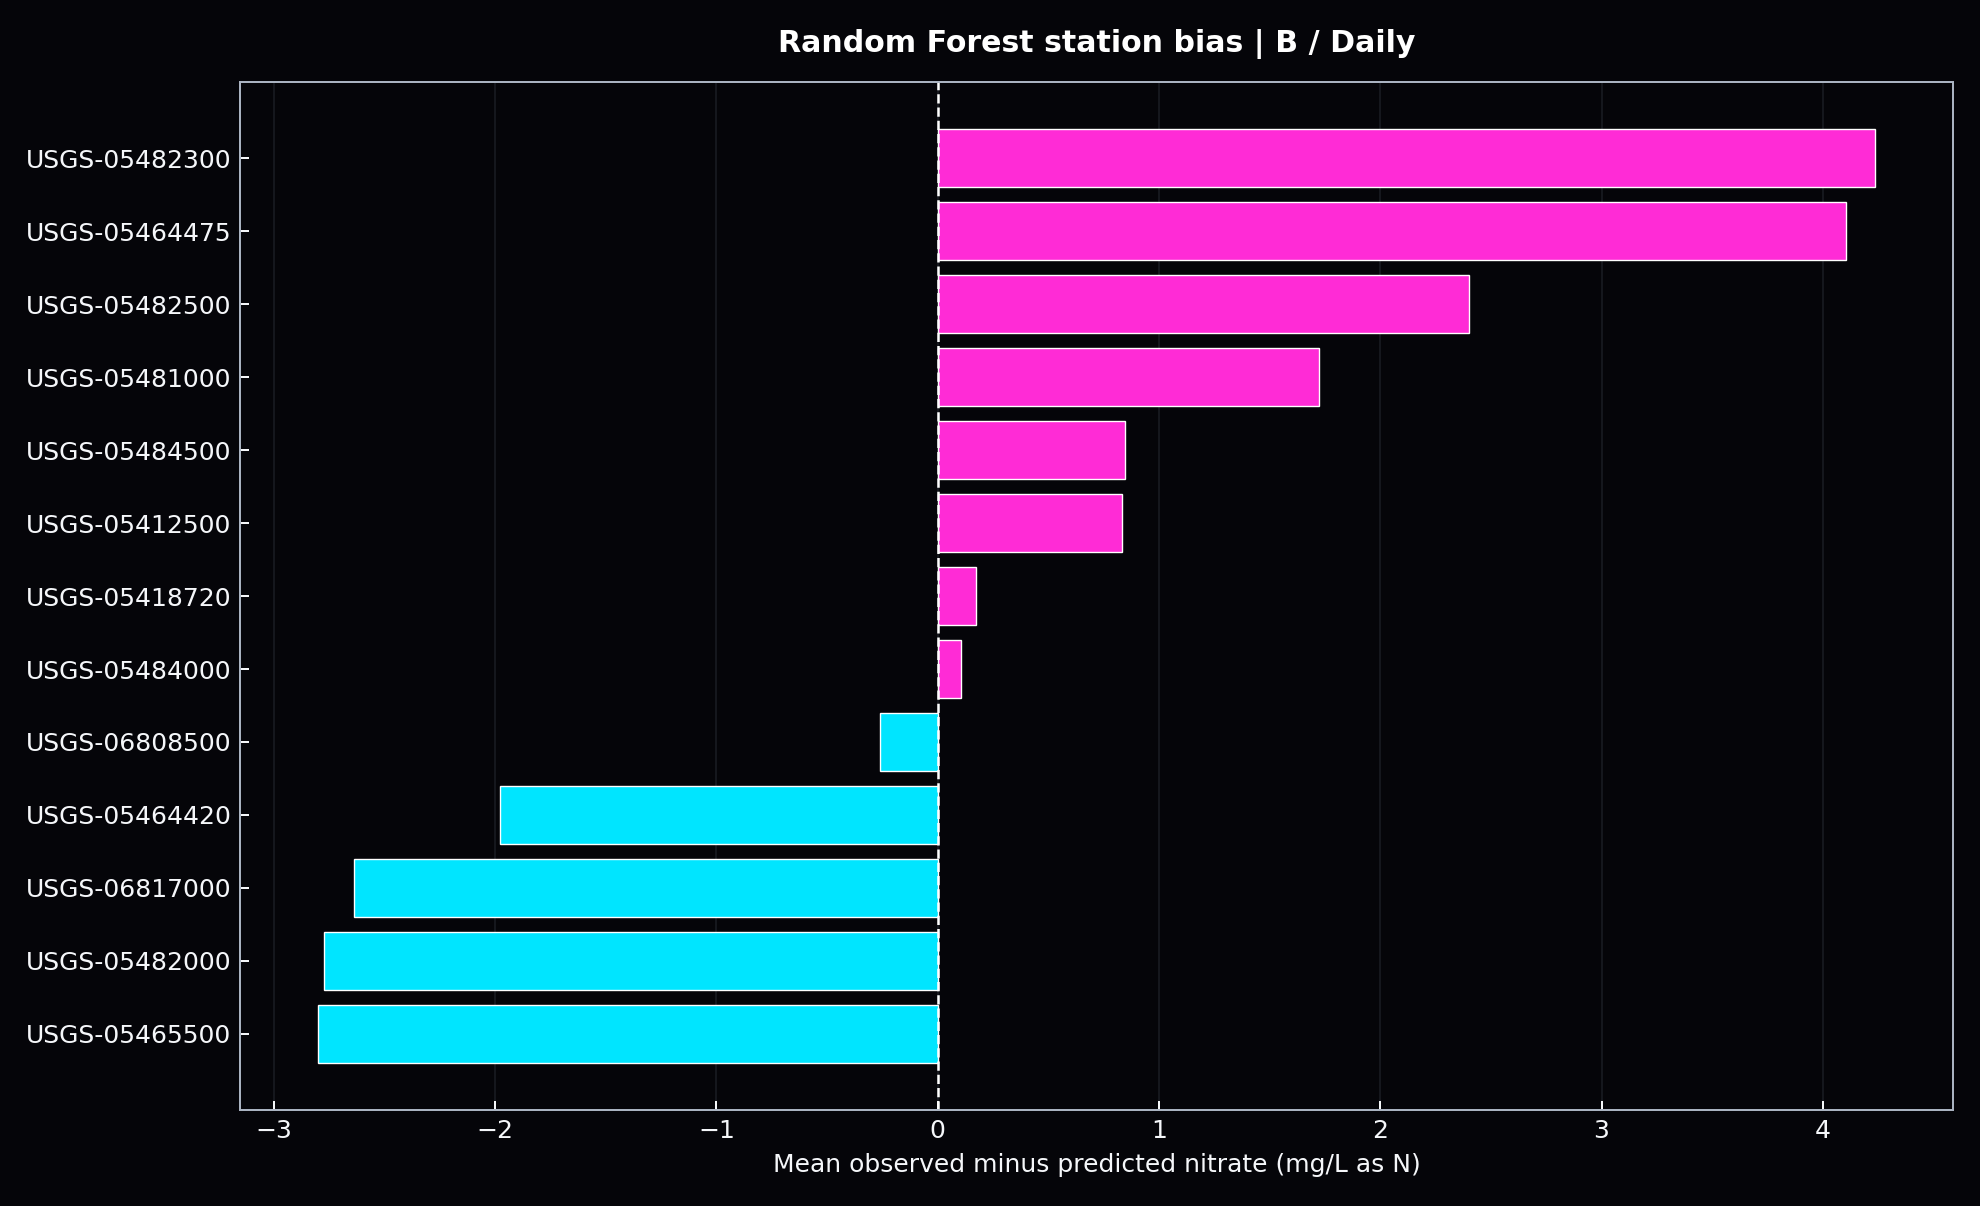 Random Forest station bias | B / Daily
USGS-05482300
USGS-05464475
USGS-05482500
USGS-05481000
USGS-05484500
USGS-05412500
USGS-05418720
USGS-05484000
USGS-06808500
USGS-05464420
USGS-06817000
USGS-05482000
USGS-05465500
−3 −2 −1 0 1 2 3 4
Mean observed minus predicted nitrate (mg/L as N)